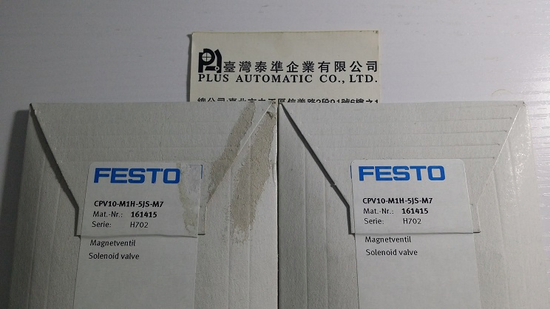 臺灣泰準企業有限公司
PLUS AUTOMATIC CO., LTD.
FESTO
CPV10-M1H-5JS-M7
Mat.-Nr.: 161415
Serie: H702
Magnetventil
Solenoid valve
FESTO
CPV10-M1H-5JS-M7
Mat.-Nr.: 161415
Serie: H702
Magnetventil
Solenoid valve